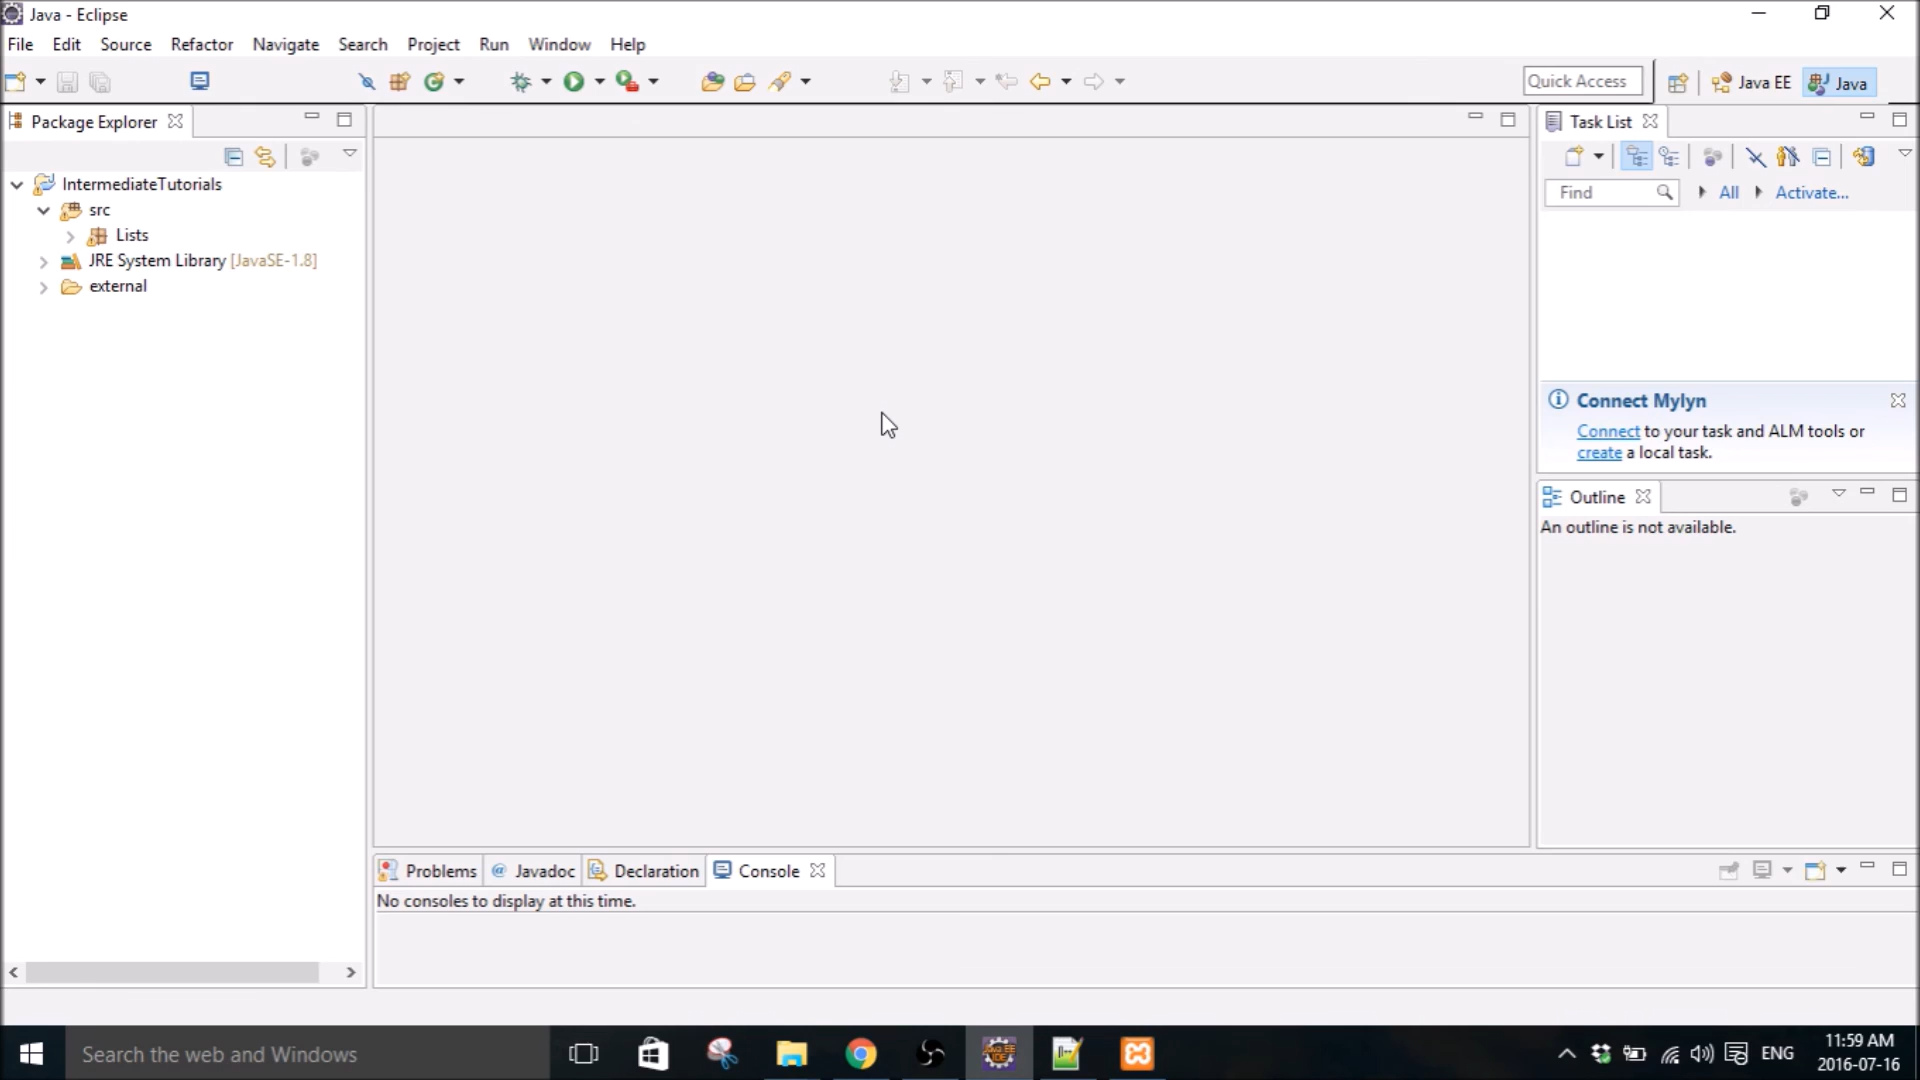 Java - Eclipse
File Edit Source Refactor Navigate Search Project Run Window Help
Quick Access
Java EE
Java
Package Explorer
IntermediateTutorials
src
Lists
JRE System Library [JavaSE-1.8]
external
Task List
Find
All
Activate...
Connect Mylyn
Connect to your task and ALM tools or
create a local task.
Outline
An outline is not available.
Problems
@ Javadoc
Declaration
Console
No consoles to display at this time.
Search the web and Windows
ENG
11:59 AM
2016-07-16